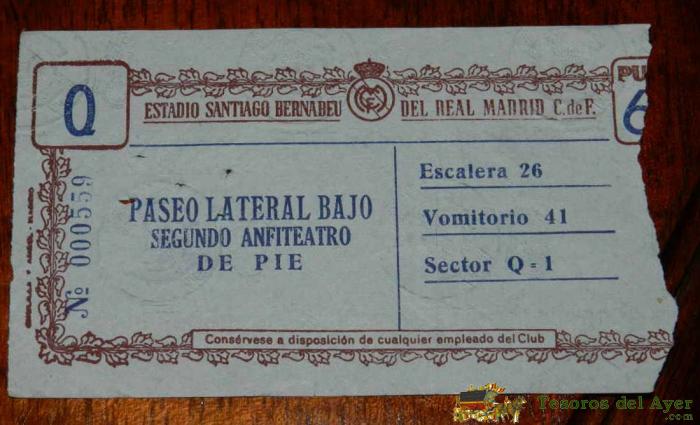 Q
ESTADIO SANTIAGO BERNABEU DEL REAL MADRID C. de F.
PU
6
PASEO LATERAL BAJO
SEGUNDO ANFITEATRO
DE PIE
Escalera 26
Vomitorio 41
Sector Q-1
Nº 000559
Consérvese a disposición de cualquier empleado del Club
Tesoros del Ayer
.com